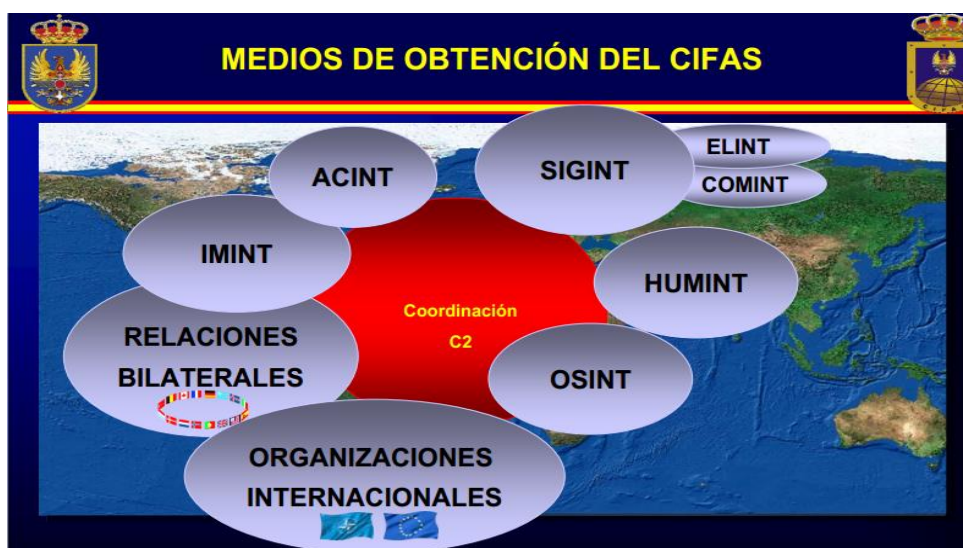 MEDIOS DE OBTENCIÓN DEL CIFAS
ACINT
SIGINT
ELINT
COMINT
IMINT
HUMINT
Coordinación
C2
RELACIONES
BILATERALES
OSINT
ORGANIZACIONES
INTERNACIONALES